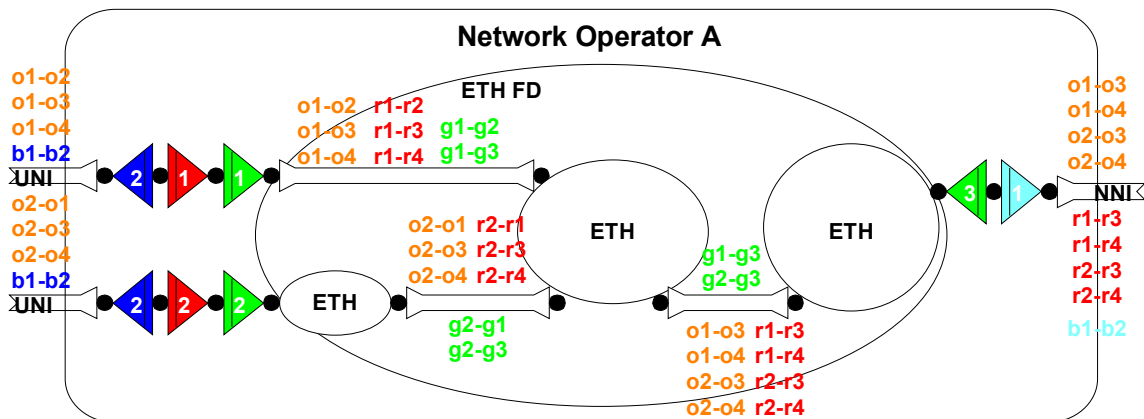 Network Operator A
o1-o2
o1-o3
o1-o4
b1-b2
UNI
o2-o1
o2-o3
o2-o4
b1-b2
UNI
ETH FD
o1-o2 r1-r2
o1-o3 r1-r3 g1-g2
o1-o4 r1-r4 g1-g3
2 1 1
2 2 2
ETH
o2-o1 r2-r1
o2-o3 r2-r3
o2-o4 r2-r4
g2-g1
g2-g3
ETH
g1-g3
g2-g3
o1-o3 r1-r3
o1-o4 r1-r4
o2-o3 r2-r3
o2-o4 r2-r4
ETH
3 1
o1-o3
o1-o4
o2-o3
o2-o4
NNI
r1-r3
r1-r4
r2-r3
r2-r4
b1-b2